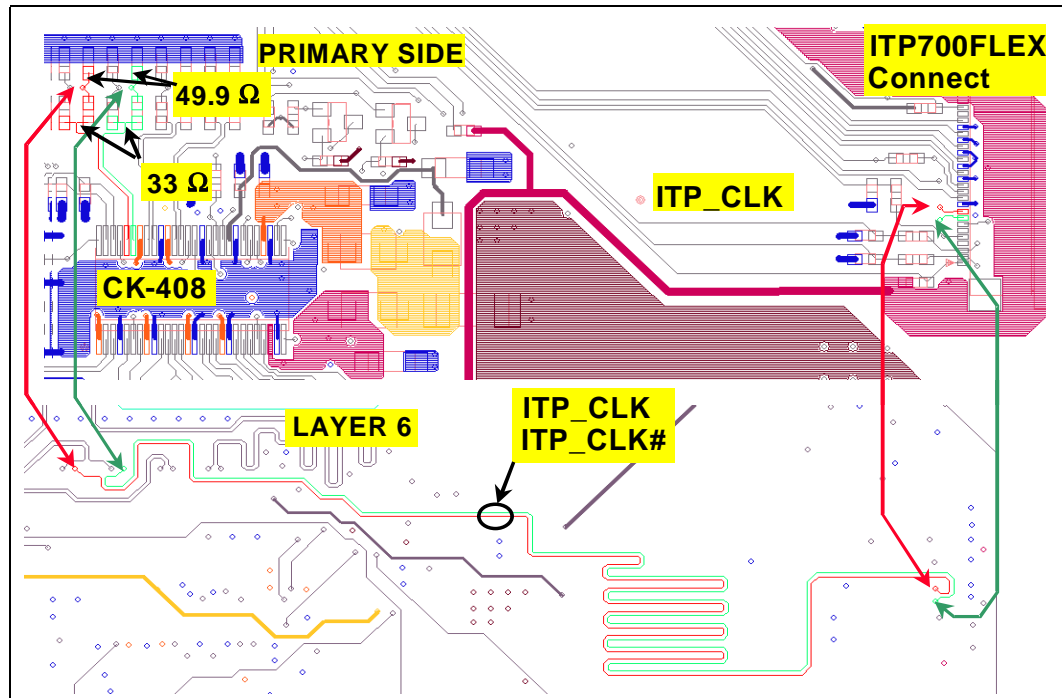 PRIMARY SIDE
ITP700FLEX
Connect
49.9 Ω
33 Ω
ITP_CLK
CK-408
LAYER 6
ITP_CLK
ITP_CLK#